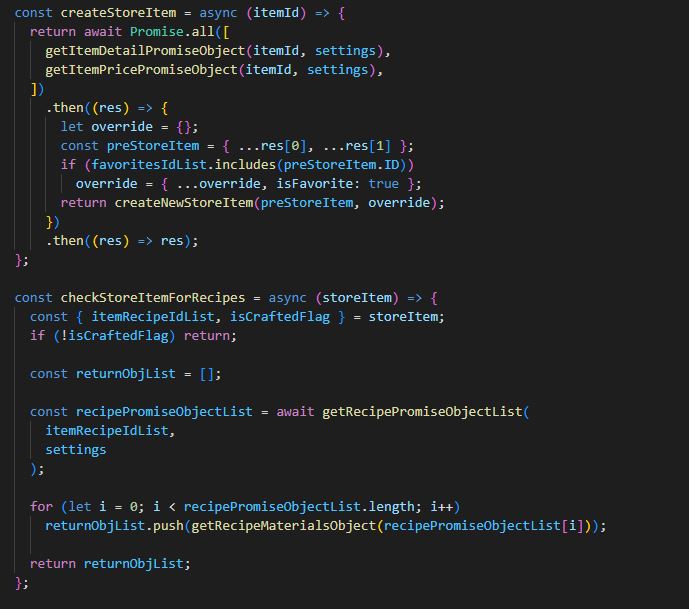 const createStoreItem = async (itemId) => {
  return await Promise.all([
    getItemDetailPromiseObject(itemId, settings),
    getItemPricePromiseObject(itemId, settings),
  ])
    .then((res) => {
      let override = {};
      const preStoreItem = { ...res[0], ...res[1] };
      if (favoritesIdList.includes(preStoreItem.ID))
        override = { ...override, isFavorite: true };
      return createNewStoreItem(preStoreItem, override);
    })
    .then((res) => res);
};

const checkStoreItemForRecipes = async (storeItem) => {
  const { itemRecipeIdList, isCraftedFlag } = storeItem;
  if (!isCraftedFlag) return;

  const returnObjList = [];

  const recipePromiseObjectList = await getRecipePromiseObjectList(
    itemRecipeIdList,
    settings
  );

  for (let i = 0; i < recipePromiseObjectList.length; i++)
    returnObjList.push(getRecipeMaterialsObject(recipePromiseObjectList[i]));

  return returnObjList;
};